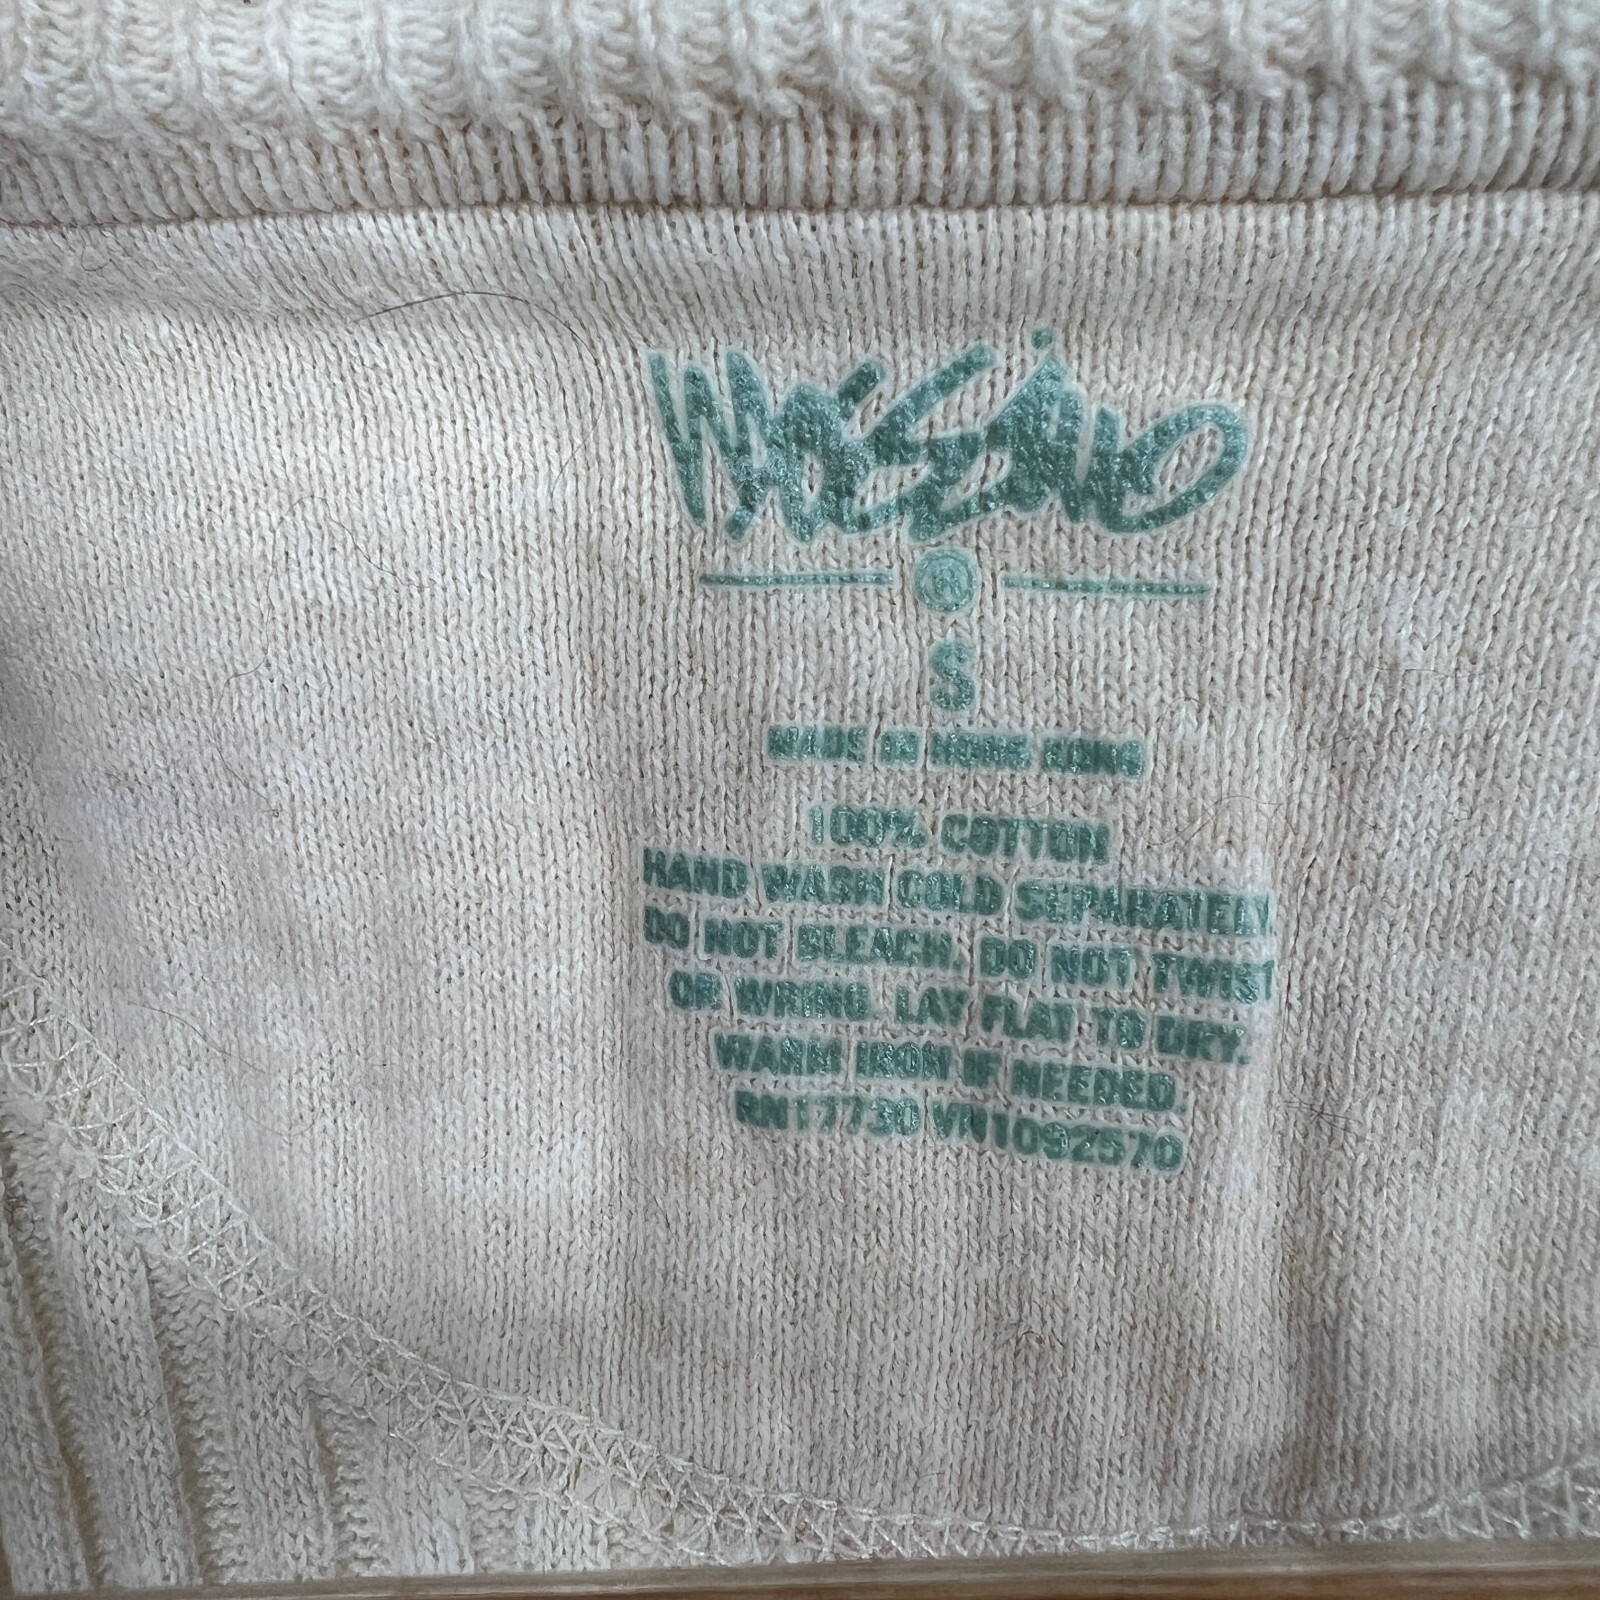 MOSSIMO
®
S
MADE IN HONG KONG
100% COTTON
HAND WASH COLD SEPARATELY
DO NOT BLEACH. DO NOT TWIST
OR WRING. LAY FLAT TO DRY.
WARM IRON IF NEEDED.
RN17730 VN1092570